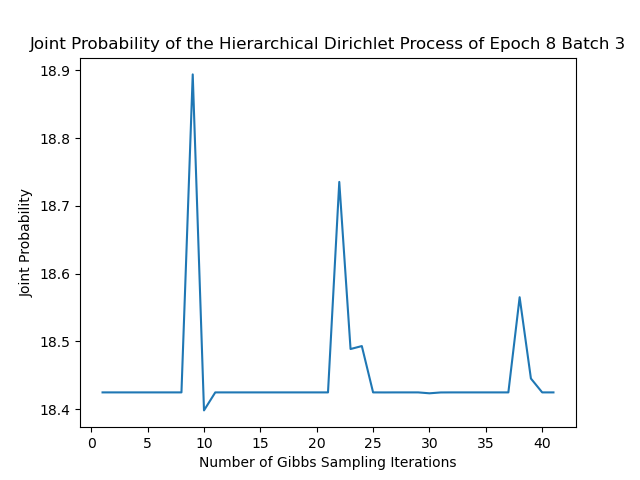 Joint Probability of the Hierarchical Dirichlet Process of Epoch 8 Batch 3
18.9
18.8
18.7
18.6
18.5
18.4
Joint Probability
0 5 10 15 20 25 30 35 40
Number of Gibbs Sampling Iterations